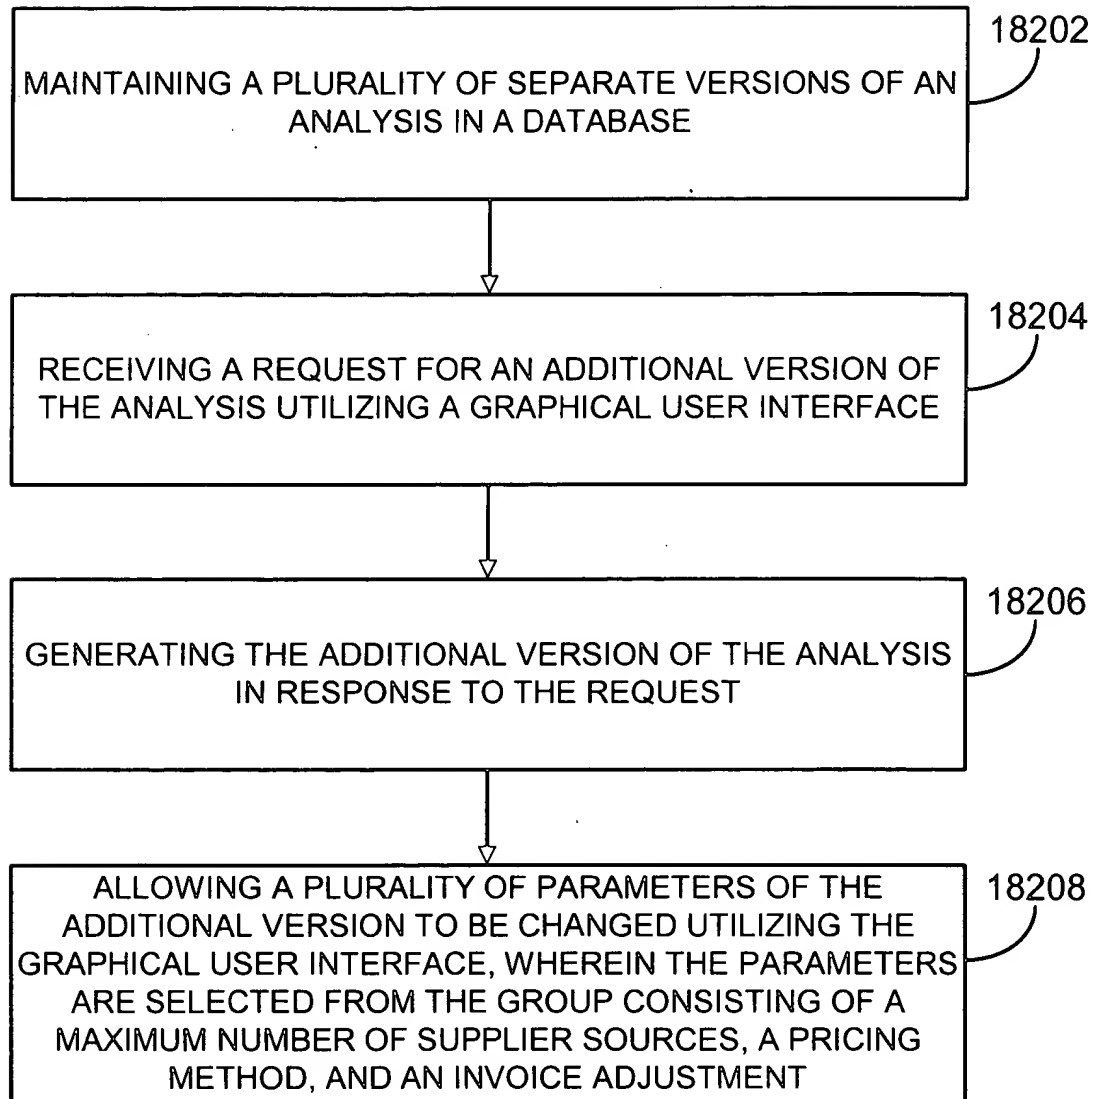 18202
MAINTAINING A PLURALITY OF SEPARATE VERSIONS OF AN
ANALYSIS IN A DATABASE
18204
RECEIVING A REQUEST FOR AN ADDITIONAL VERSION OF
THE ANALYSIS UTILIZING A GRAPHICAL USER INTERFACE
18206
GENERATING THE ADDITIONAL VERSION OF THE ANALYSIS
IN RESPONSE TO THE REQUEST
18208
ALLOWING A PLURALITY OF PARAMETERS OF THE
ADDITIONAL VERSION TO BE CHANGED UTILIZING THE
GRAPHICAL USER INTERFACE, WHEREIN THE PARAMETERS
ARE SELECTED FROM THE GROUP CONSISTING OF A
MAXIMUM NUMBER OF SUPPLIER SOURCES, A PRICING
METHOD, AND AN INVOICE ADJUSTMENT